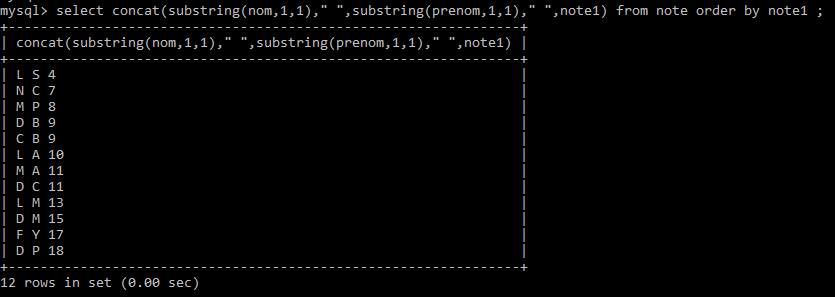 mysql> select concat(substring(nom,1,1)," ",substring(prenom,1,1)," ",note1) from note order by note1 ;
+----------------------------------------------------------------+
| concat(substring(nom,1,1)," ",substring(prenom,1,1)," ",note1) |
+----------------------------------------------------------------+
| L S 4                                                          |
| N C 7                                                          |
| M P 8                                                          |
| D B 9                                                          |
| C B 9                                                          |
| L A 10                                                         |
| M A 11                                                         |
| D C 11                                                         |
| L M 13                                                         |
| D M 15                                                         |
| F Y 17                                                         |
| D P 18                                                         |
+----------------------------------------------------------------+
12 rows in set (0.00 sec)